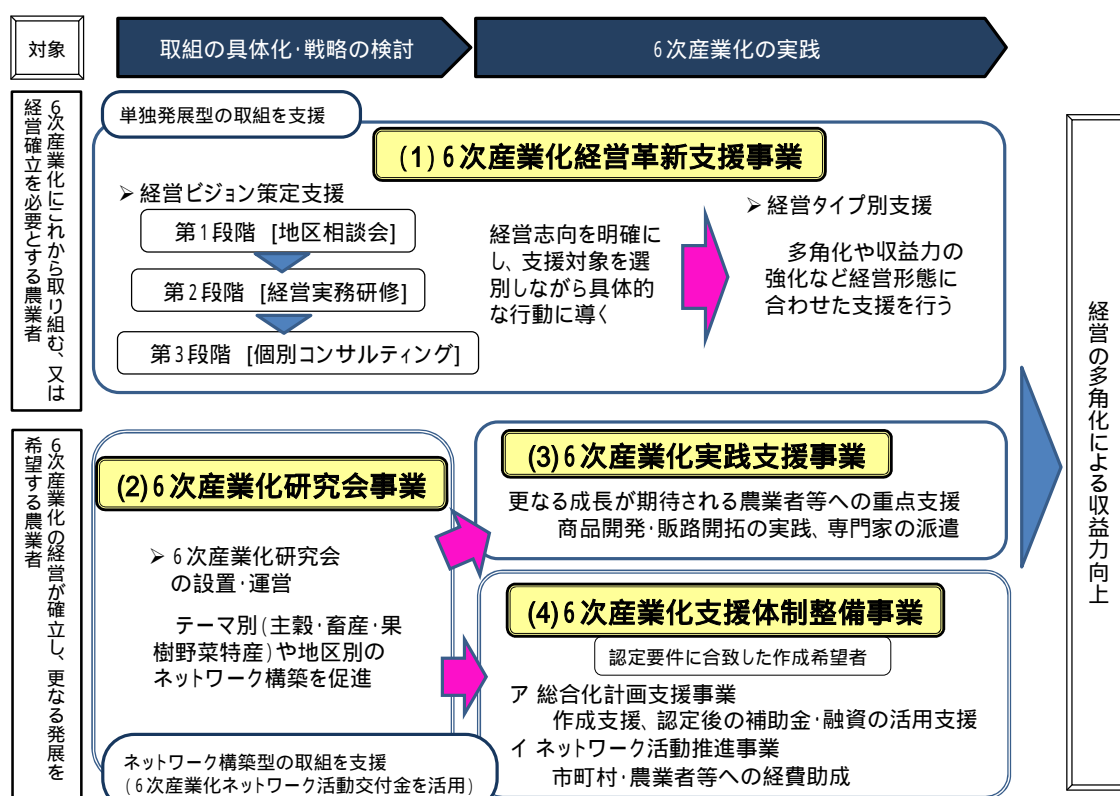 対象
取組の具体化・戦略の検討
6次産業化の実践
6次産業化にこれから取り組む、又は
経営確立を必要とする農業者
単独発展型の取組を支援
(1)6次産業化経営革新支援事業
➢ 経営ビジョン策定支援
第1段階 [地区相談会]
第2段階 [経営実務研修]
第3段階 [個別コンサルティング]
経営志向を明確に
し、支援対象を選
別しながら具体的
な行動に導く
➢ 経営タイプ別支援
多角化や収益力の
強化など経営形態に
合わせた支援を行う
6次産業化の経営が確立し、更なる発展を
希望する農業者
(2)6次産業化研究会事業
➢ 6次産業化研究会
の設置・運営
テーマ別(主穀・畜産・果
樹野菜特産)や地区別の
ネットワーク構築を促進
ネットワーク構築型の取組を支援
(6次産業化ネットワーク活動交付金を活用)
(3)6次産業化実践支援事業
更なる成長が期待される農業者等への重点支援
商品開発・販路開拓の実践、専門家の派遣
(4)6次産業化支援体制整備事業
認定要件に合致した作成希望者
ア 総合化計画支援事業
作成支援、認定後の補助金・融資の活用支援
イ ネットワーク活動推進事業
市町村・農業者等への経費助成
経営の多角化による収益力向上